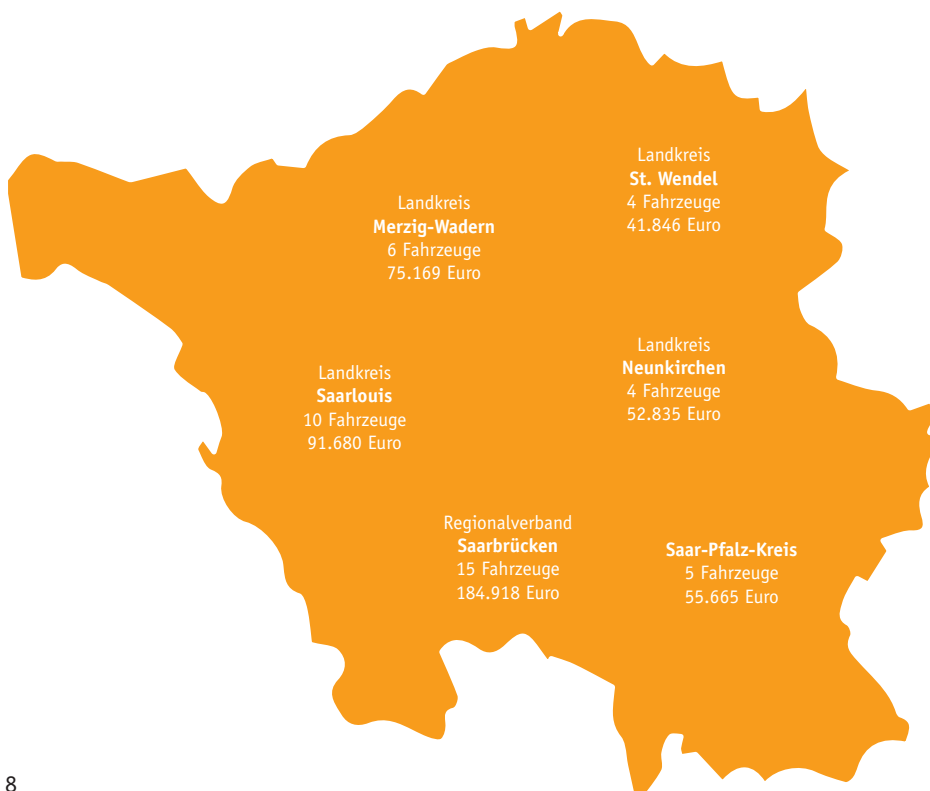 Landkreis
St. Wendel
4 Fahrzeuge
41.846 Euro
Landkreis
Merzig-Wadern
6 Fahrzeuge
75.169 Euro
Landkreis
Neunkirchen
4 Fahrzeuge
52.835 Euro
Landkreis
Saarlouis
10 Fahrzeuge
91.680 Euro
Regionalverband
Saarbrücken
15 Fahrzeuge
184.918 Euro
Saar-Pfalz-Kreis
5 Fahrzeuge
55.665 Euro
8